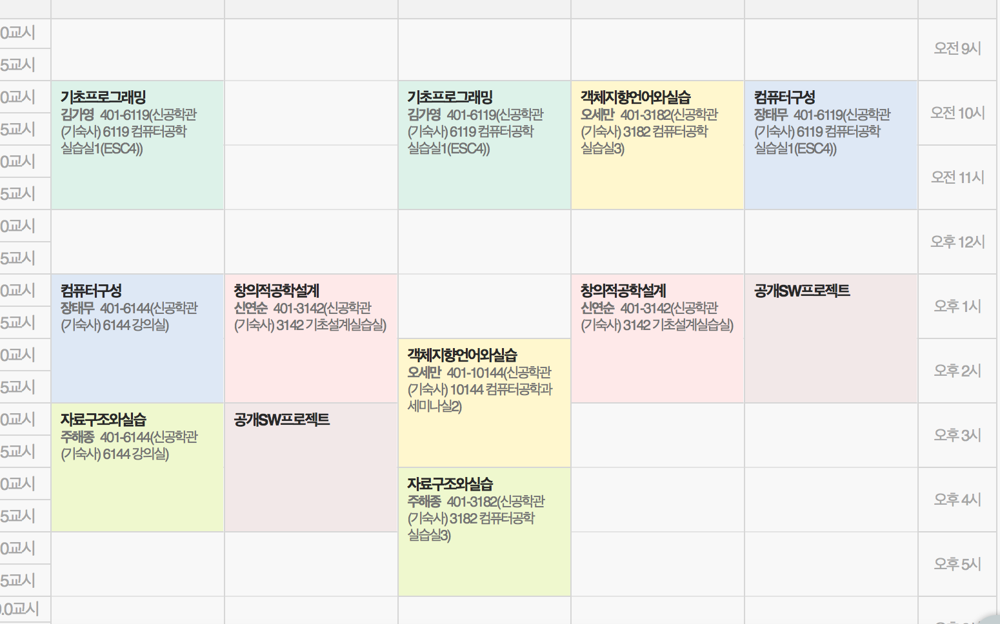 0교시
오전 9시
5교시
0교시
기초프로그래밍
김가영 401-6119(신공학관
(기숙사) 6119 컴퓨터공학
실습실1(ESC4))
기초프로그래밍
김가영 401-6119(신공학관
(기숙사) 6119 컴퓨터공학
실습실1(ESC4))
객체지향언어와실습
오세만 401-3182(신공학관
(기숙사) 3182 컴퓨터공학
실습실3)
컴퓨터구성
장태무 401-6119(신공학관
(기숙사) 6119 컴퓨터공학
실습실1(ESC4))
오전 10시
5교시
0교시
오전 11시
5교시
0교시
오후 12시
5교시
0교시
컴퓨터구성
장태무 401-6144(신공학관
(기숙사) 6144 강의실)
창의적공학설계
신연순 401-3142(신공학관
(기숙사) 3142 기초설계실습실)
창의적공학설계
신연순 401-3142(신공학관
(기숙사) 3142 기초설계실습실)
공개SW프로젝트
오후 1시
5교시
0교시
객체지향언어와실습
오세만 401-10144(신공학관
(기숙사) 10144 컴퓨터공학과
세미나실2)
오후 2시
5교시
0교시
자료구조와실습
주해종 401-6144(신공학관
(기숙사) 6144 강의실)
공개SW프로젝트
오후 3시
5교시
0교시
자료구조와실습
주해종 401-3182(신공학관
(기숙사) 3182 컴퓨터공학
실습실3)
오후 4시
5교시
0교시
오후 5시
5교시
.0교시